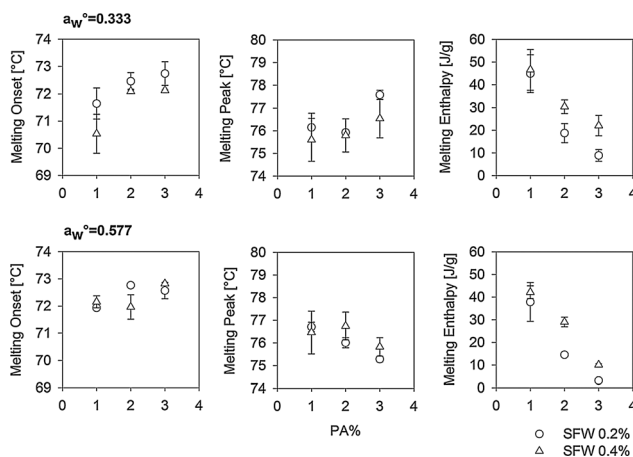 aw°=0.333
Melting Onset [°C]
74
73
72
71
70
69
0 1 2 3 4
Melting Peak [°C]
80
79
78
77
76
75
74
0 1 2 3 4
Melting Enthalpy [J/g]
60
50
40
30
20
10
0
0 1 2 3 4
aw°=0.577
Melting Onset [°C]
74
73
72
71
70
69
0 1 2 3 4
Melting Peak [°C]
80
79
78
77
76
75
74
0 1 2 3 4
PA%
Melting Enthalpy [J/g]
60
50
40
30
20
10
0
0 1 2 3 4
SFW 0.2%
SFW 0.4%